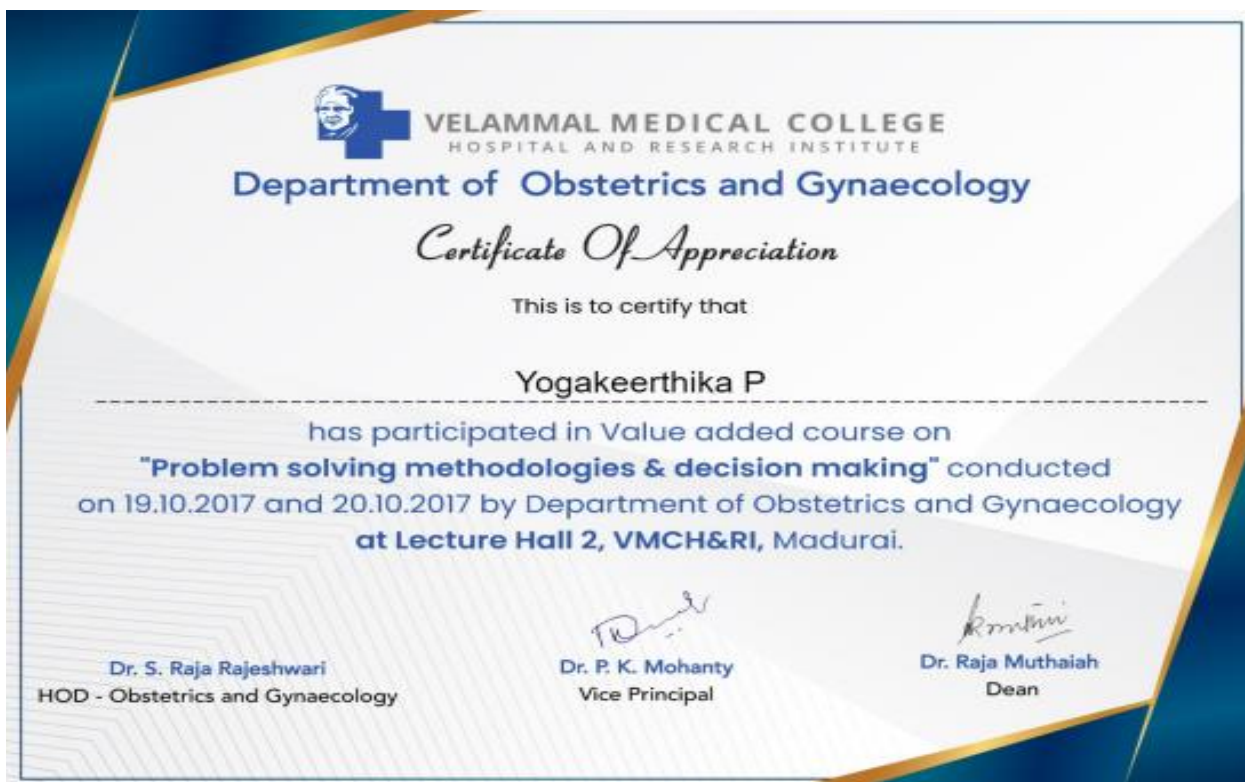 VELAMMAL MEDICAL COLLEGE
HOSPITAL AND RESEARCH INSTITUTE
Department of Obstetrics and Gynaecology
Certificate Of Appreciation
This is to certify that
Yogakeerthika P
has participated in Value added course on
"Problem solving methodologies & decision making" conducted
on 19.10.2017 and 20.10.2017 by Department of Obstetrics and Gynaecology
at Lecture Hall 2, VMCH&RI, Madurai.
Dr. S. Raja Rajeshwari
HOD - Obstetrics and Gynaecology
Dr. P. K. Mohanty
Vice Principal
Dr. Raja Muthaiah
Dean